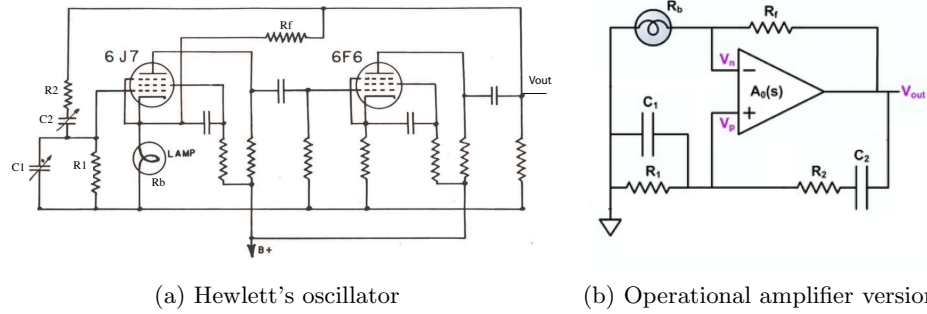 Rf
6J7
6F6
R2
Vout
C2
LAMP
C1
R1
Rb
B+
(a) Hewlett's oscillator
Rb
Rf
Vn
A0(s)
Vout
C1
Vp
C2
R1
R2
(b) Operational amplifier version